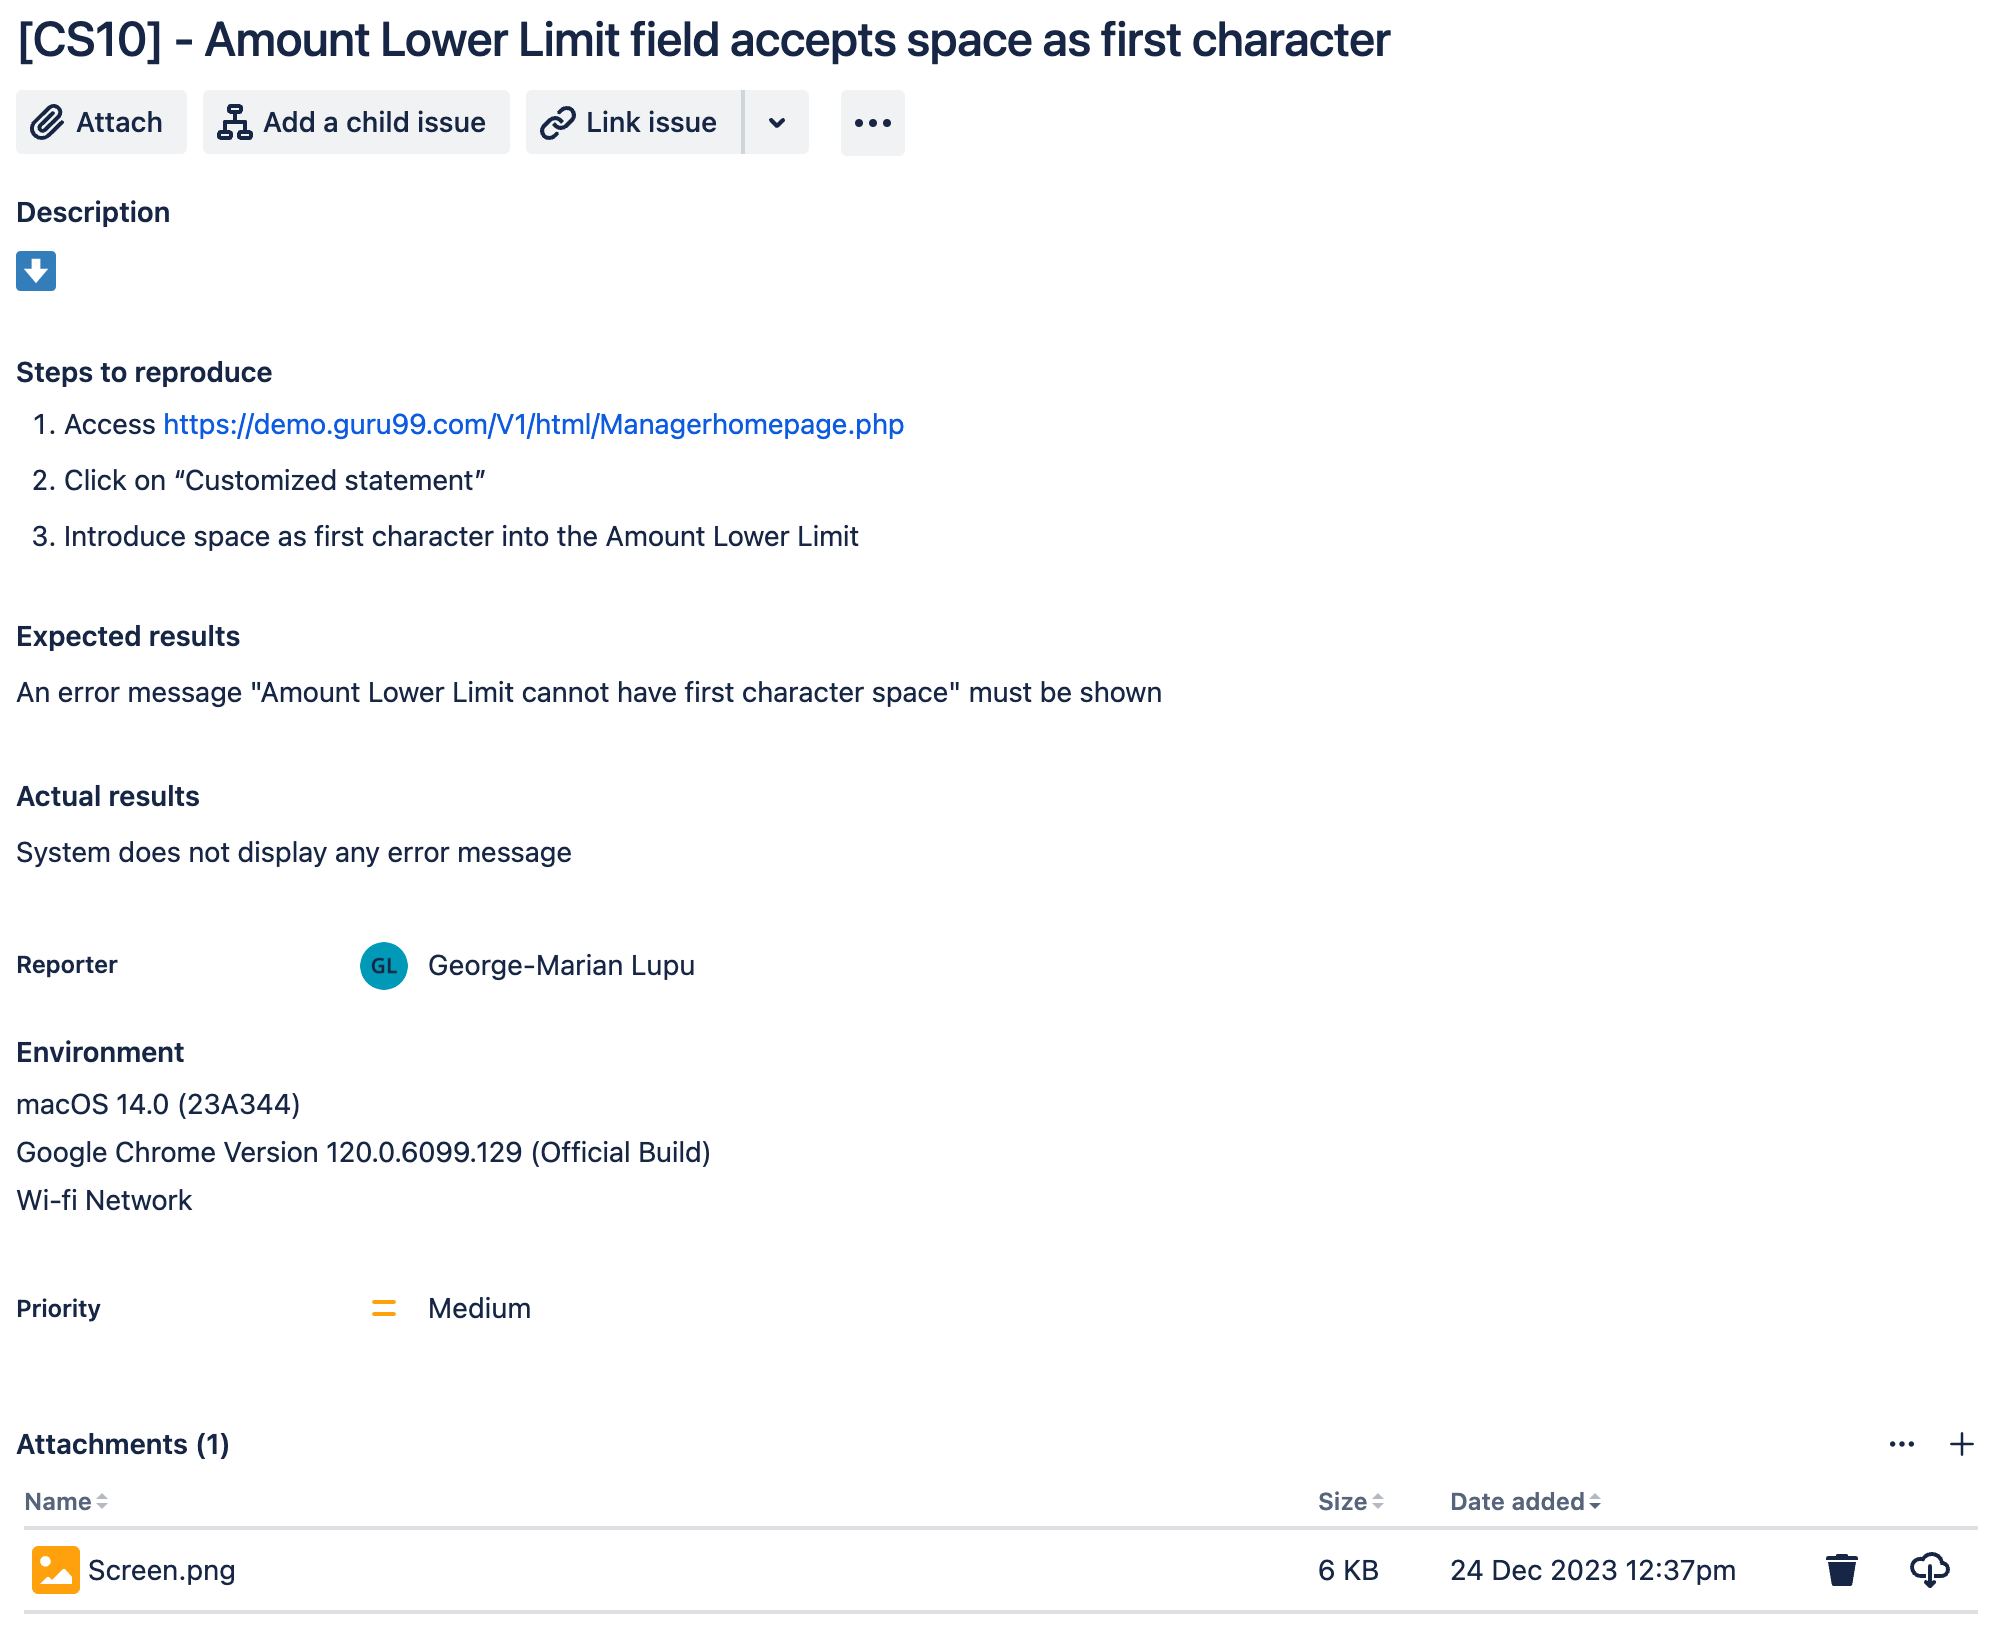 [CS10] - Amount Lower Limit field accepts space as first character
Attach
Add a child issue
Link issue
Description
Steps to reproduce
1. Access https://demo.guru99.com/V1/html/Managerhomepage.php
2. Click on “Customized statement”
3. Introduce space as first character into the Amount Lower Limit
Expected results
An error message "Amount Lower Limit cannot have first character space" must be shown
Actual results
System does not display any error message
Reporter GL George-Marian Lupu
Environment
macOS 14.0 (23A344)
Google Chrome Version 120.0.6099.129 (Official Build)
Wi-fi Network
Priority Medium
Attachments (1)
Name Size Date added
Screen.png 6 KB 24 Dec 2023 12:37pm